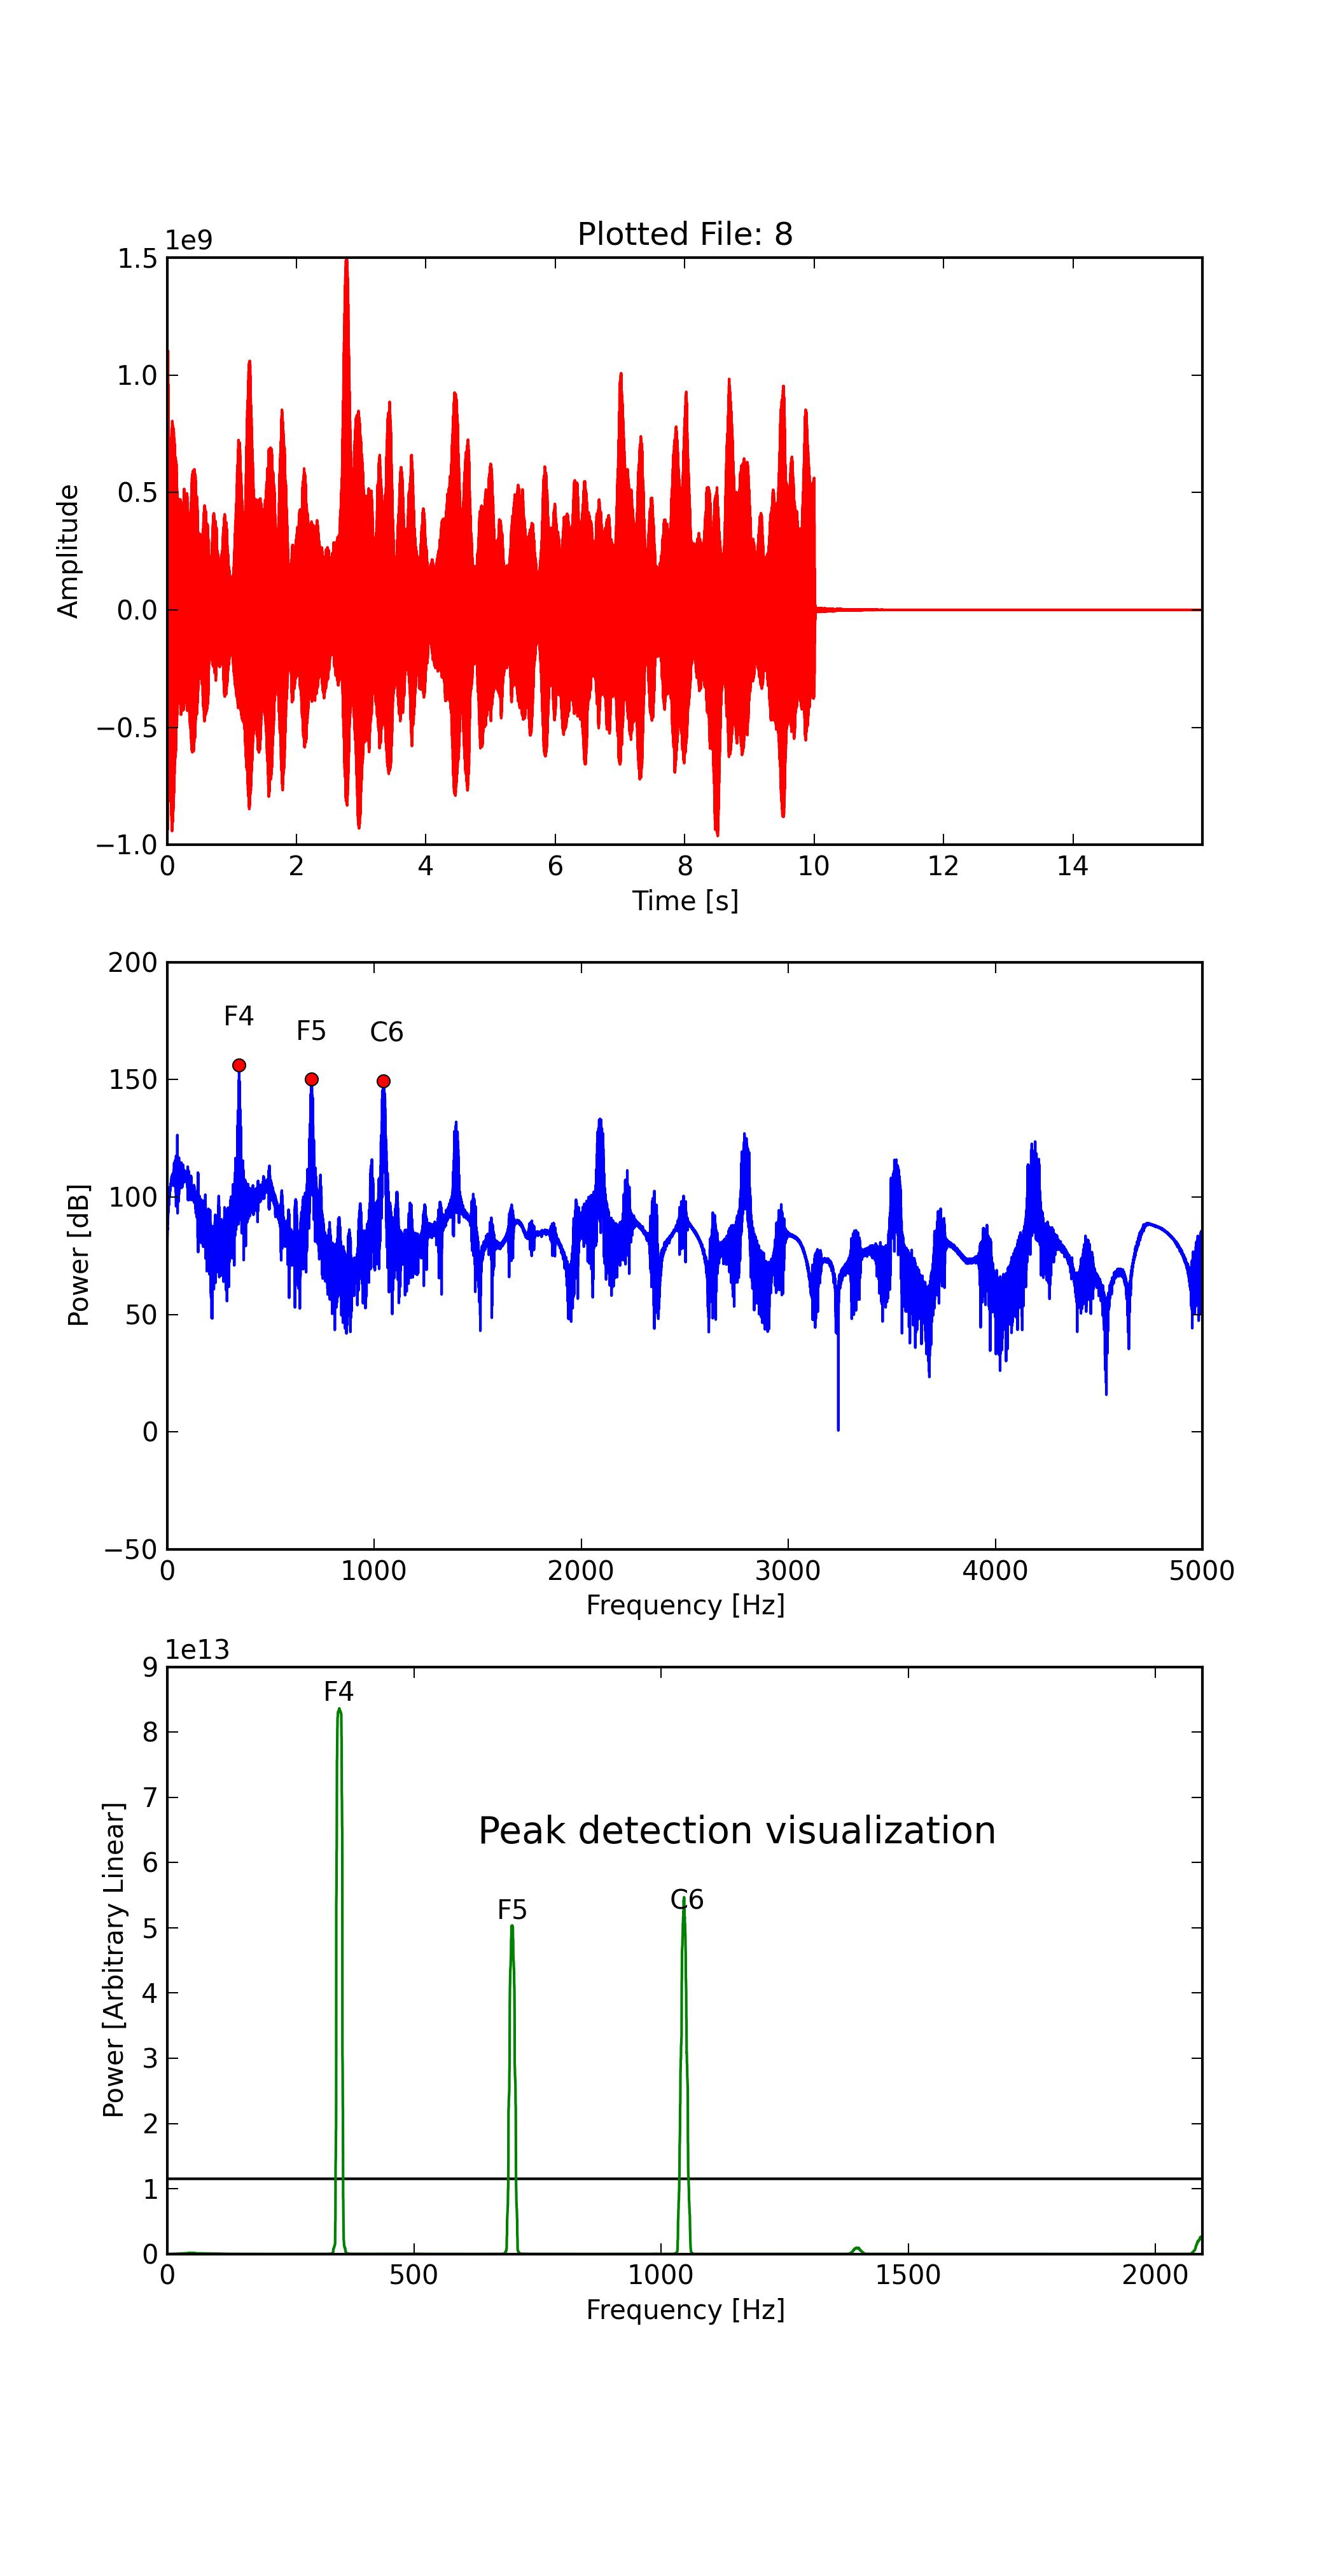 Plotted File: 8
1e9
1.5
1.0
0.5
0.0
−0.5
−1.0
Amplitude
0 2 4 6 8 10 12 14
Time [s]
200
150
100
50
0
−50
Power [dB]
F4 F5 C6
0 1000 2000 3000 4000 5000
Frequency [Hz]
1e13
9
8
7
6
5
4
3
2
1
0
Power [Arbitrary Linear]
F4
Peak detection visualization
F5 C6
0 500 1000 1500 2000
Frequency [Hz]